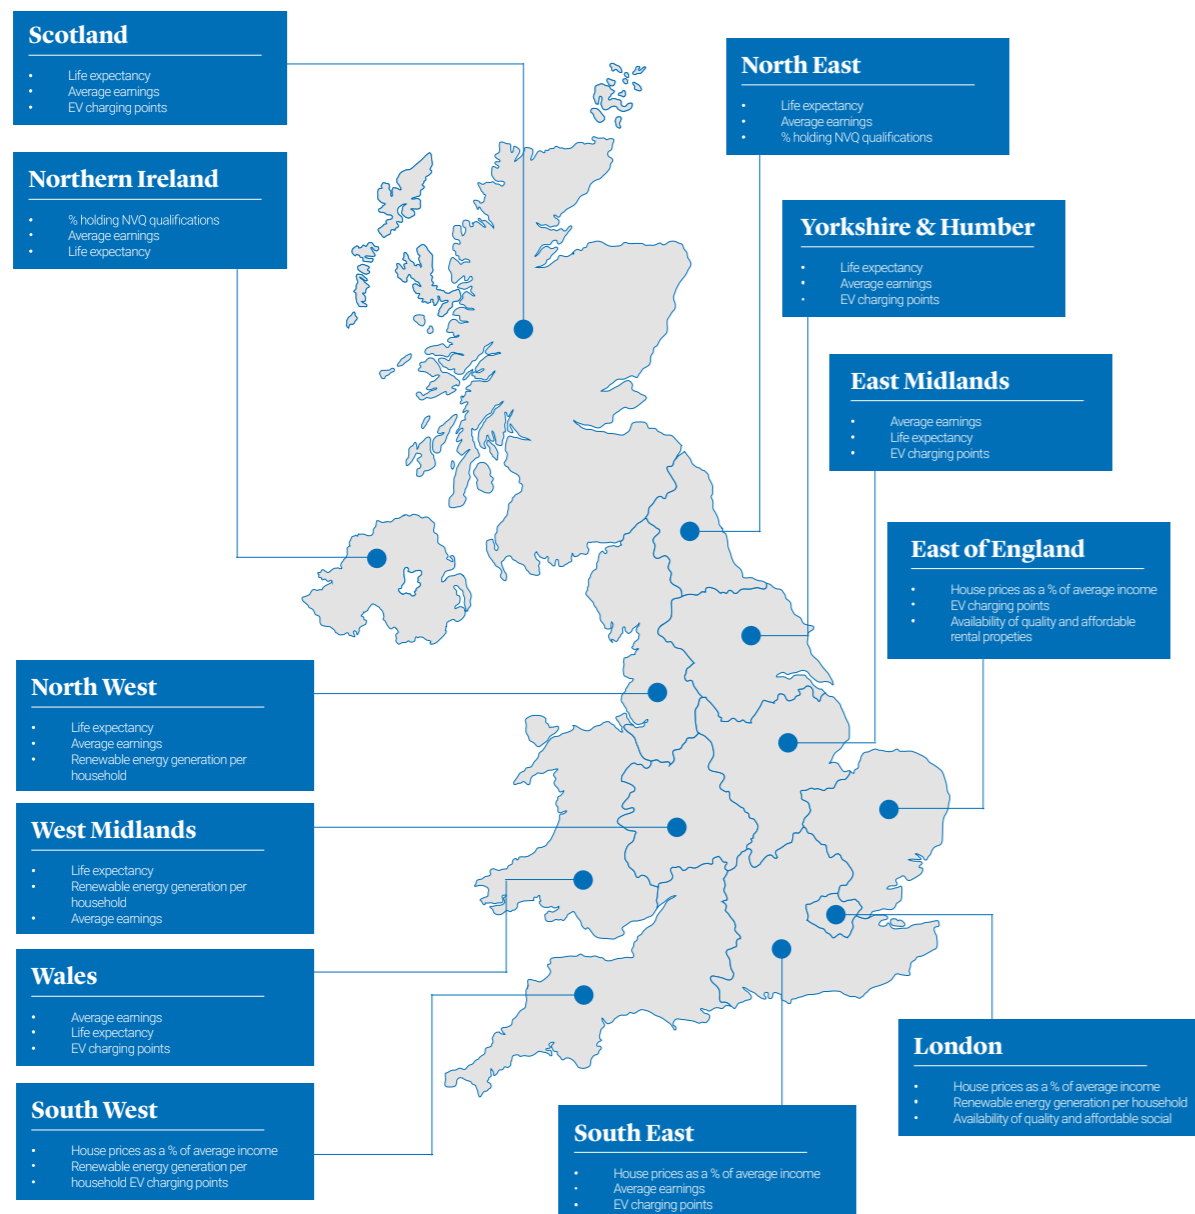 Scotland
• Life expectancy
• Average earnings
• EV charging points
Northern Ireland
• % holding NVQ qualifications
• Average earnings
• Life expectancy
North East
• Life expectancy
• Average earnings
• % holding NVQ qualifications
Yorkshire & Humber
• Life expectancy
• Average earnings
• EV charging points
East Midlands
• Average earnings
• Life expectancy
• EV charging points
East of England
• House prices as a % of average income
• EV charging points
• Availability of quality and affordable
rental propeties
North West
• Life expectancy
• Average earnings
• Renewable energy generation per
household
West Midlands
• Life expectancy
• Renewable energy generation per
household
• Average earnings
Wales
• Average earnings
• Life expectancy
• EV charging points
South West
• House prices as a % of average income
• Renewable energy generation per
• household EV charging points
South East
• House prices as a % of average income
• Average earnings
• EV charging points
London
• House prices as a % of average income
• Renewable energy generation per household
• Availability of quality and affordable social